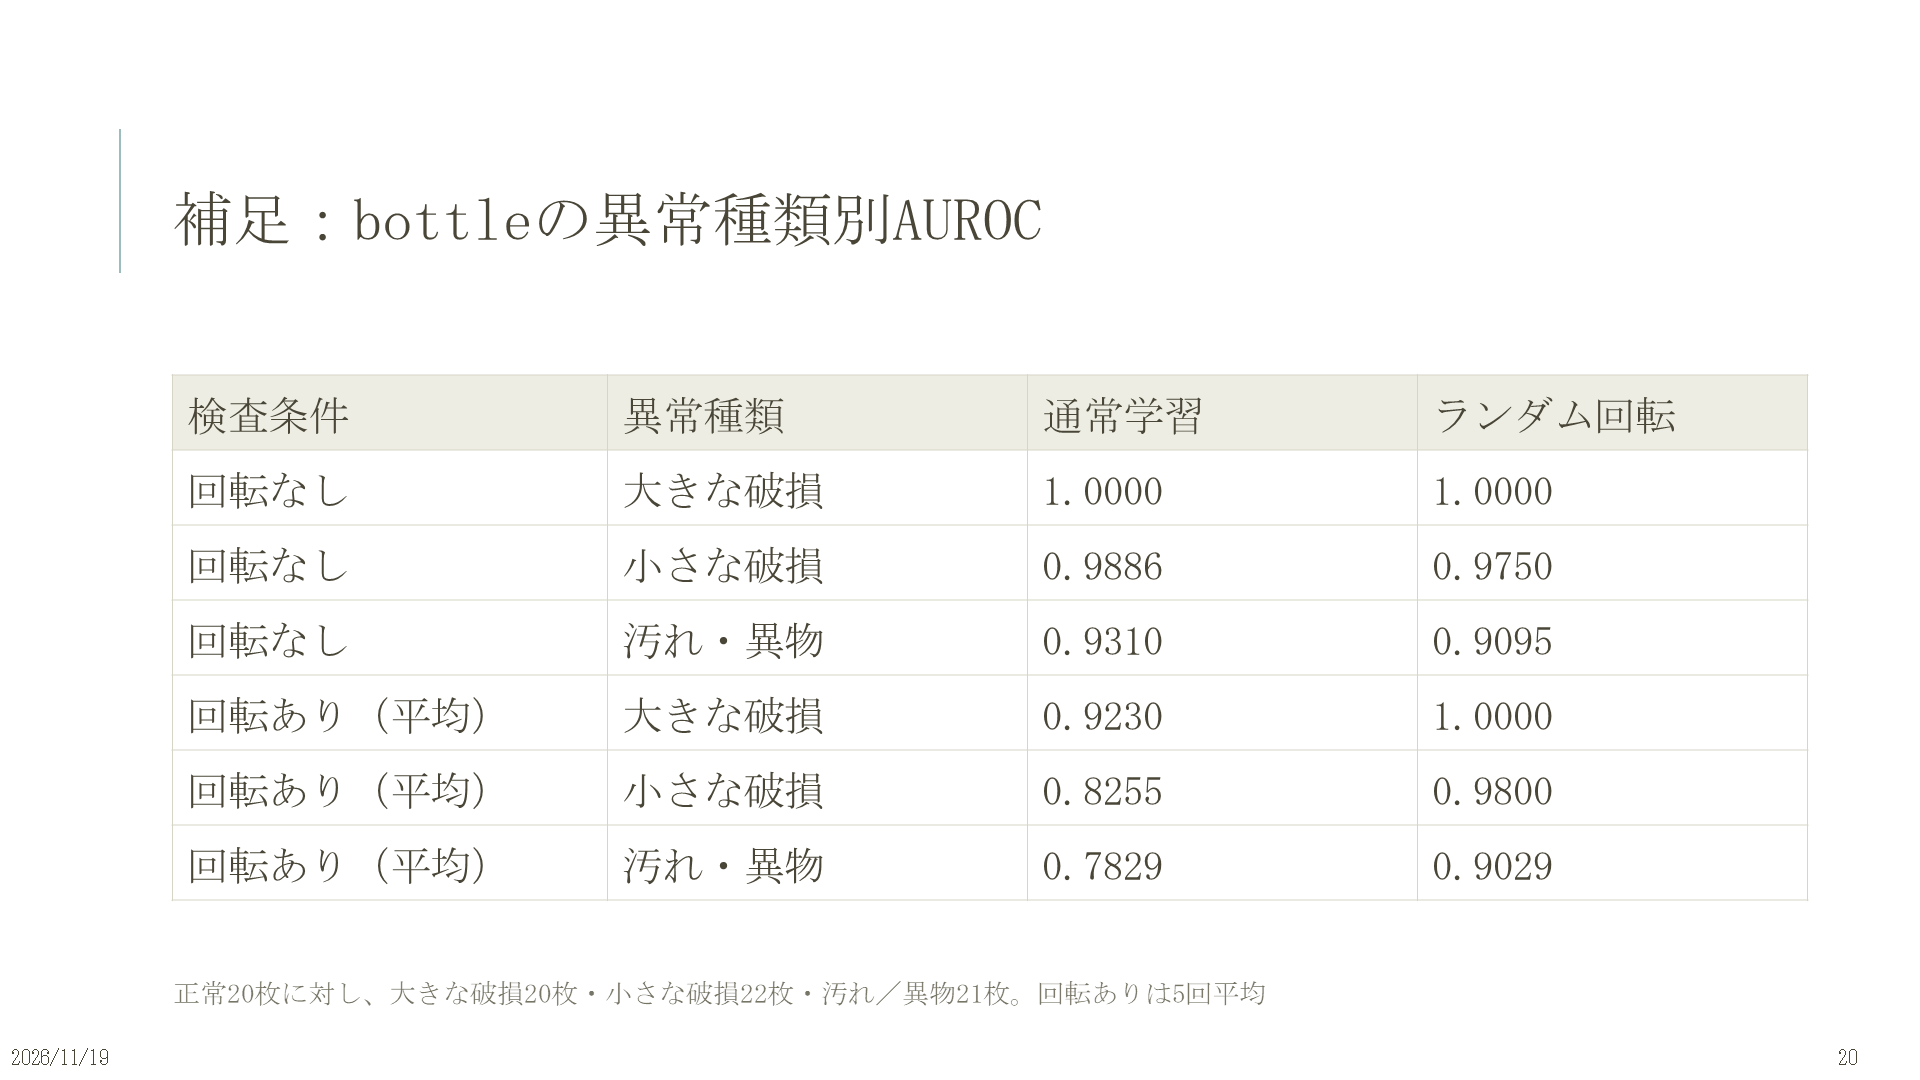 補足：bottleの異常種類別AUROC
検査条件 異常種類 通常学習 ランダム回転
回転なし 大きな破損 1.0000 1.0000
回転なし 小さな破損 0.9886 0.9750
回転なし 汚れ・異物 0.9310 0.9095
回転あり（平均） 大きな破損 0.9230 1.0000
回転あり（平均） 小さな破損 0.8255 0.9800
回転あり（平均） 汚れ・異物 0.7829 0.9029
正常20枚に対し、大きな破損20枚・小さな破損22枚・汚れ／異物21枚。回転ありは5回平均
2026/11/19 20